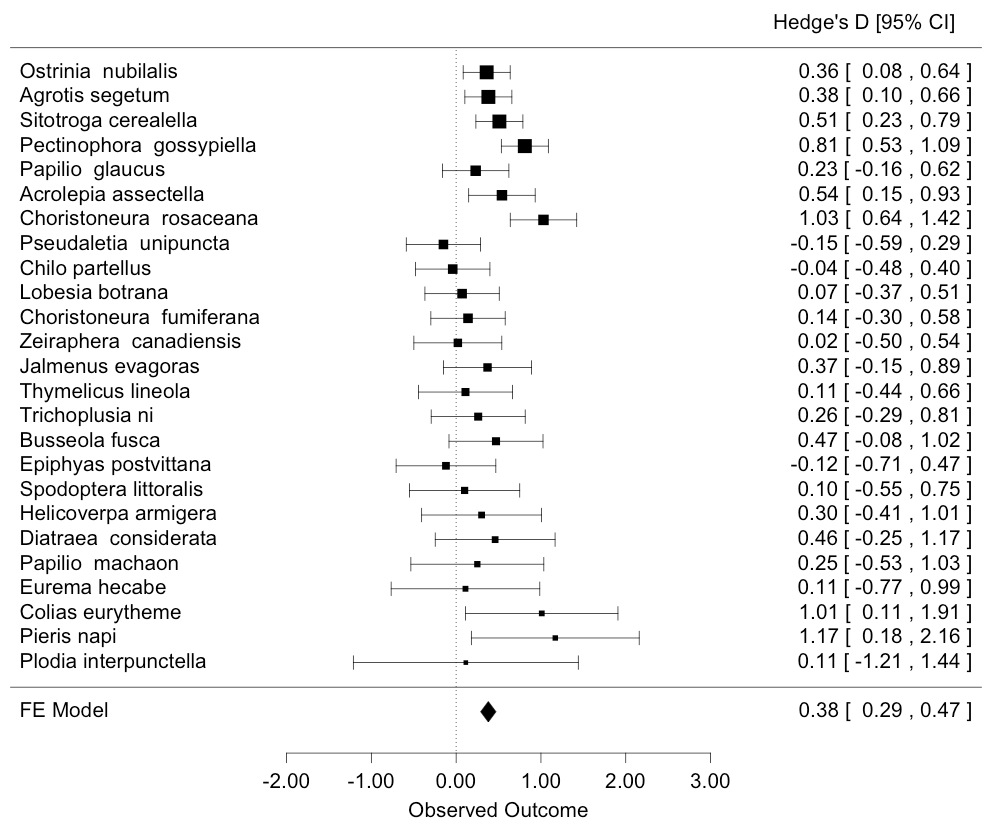 Hedge's D [95% CI]
Ostrinia nubilalis 0.36 [ 0.08 , 0.64 ]
Agrotis segetum 0.38 [ 0.10 , 0.66 ]
Sitotroga cerealella 0.51 [ 0.23 , 0.79 ]
Pectinophora gossypiella 0.81 [ 0.53 , 1.09 ]
Papilio glaucus 0.23 [ -0.16 , 0.62 ]
Acrolepia assectella 0.54 [ 0.15 , 0.93 ]
Choristoneura rosaceana 1.03 [ 0.64 , 1.42 ]
Pseudaletia unipuncta -0.15 [ -0.59 , 0.29 ]
Chilo partellus -0.04 [ -0.48 , 0.40 ]
Lobesia botrana 0.07 [ -0.37 , 0.51 ]
Choristoneura fumiferana 0.14 [ -0.30 , 0.58 ]
Zeiraphera canadiensis 0.02 [ -0.50 , 0.54 ]
Jalmenus evagoras 0.37 [ -0.15 , 0.89 ]
Thymelicus lineola 0.11 [ -0.44 , 0.66 ]
Trichoplusia ni 0.26 [ -0.29 , 0.81 ]
Busseola fusca 0.47 [ -0.08 , 1.02 ]
Epiphyas postvittana -0.12 [ -0.71 , 0.47 ]
Spodoptera littoralis 0.10 [ -0.55 , 0.75 ]
Helicoverpa armigera 0.30 [ -0.41 , 1.01 ]
Diatraea considerata 0.46 [ -0.25 , 1.17 ]
Papilio machaon 0.25 [ -0.53 , 1.03 ]
Eurema hecabe 0.11 [ -0.77 , 0.99 ]
Colias eurytheme 1.01 [ 0.11 , 1.91 ]
Pieris napi 1.17 [ 0.18 , 2.16 ]
Plodia interpunctella 0.11 [ -1.21 , 1.44 ]
FE Model 0.38 [ 0.29 , 0.47 ]
-2.00 -1.00 0.00 1.00 2.00 3.00
Observed Outcome